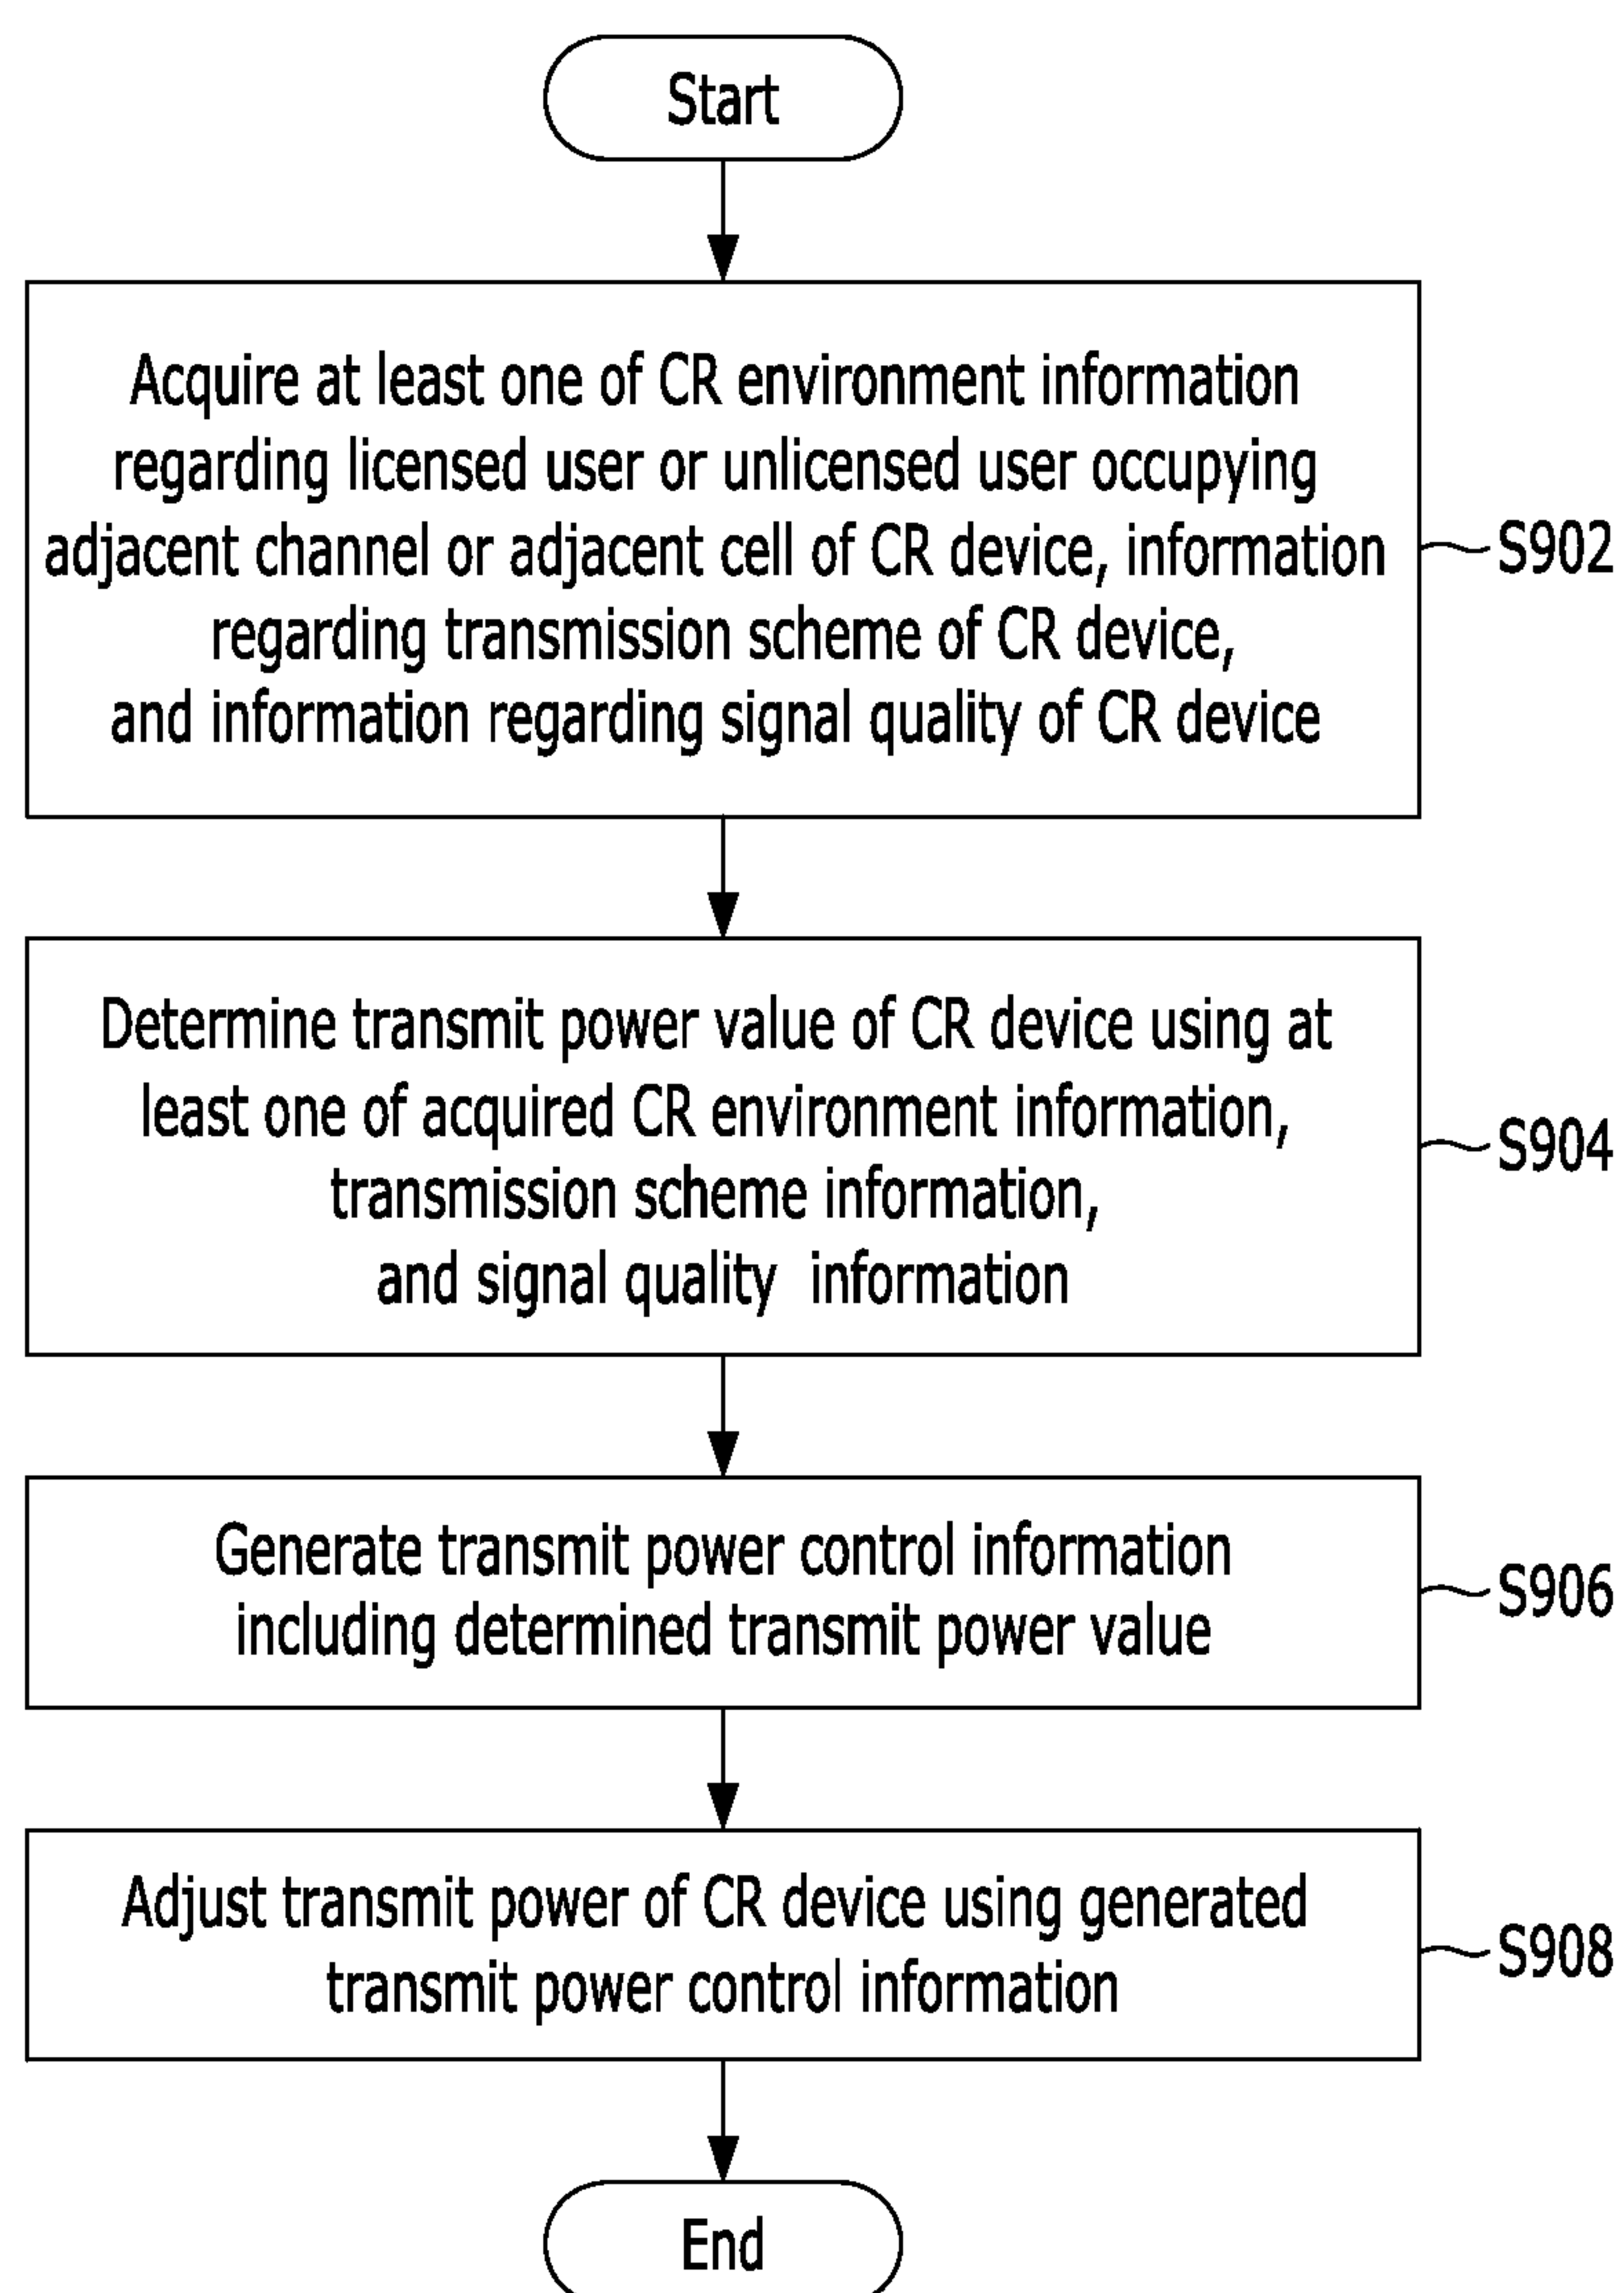 Start
Acquire at least one of CR environment information
regarding licensed user or unlicensed user occupying
adjacent channel or adjacent cell of CR device, information
regarding transmission scheme of CR device,
and information regarding signal quality of CR device
S902
Determine transmit power value of CR device using at
least one of acquired CR environment information,
transmission scheme information,
and signal quality information
S904
Generate transmit power control information
including determined transmit power value
S906
Adjust transmit power of CR device using generated
transmit power control information
S908
End